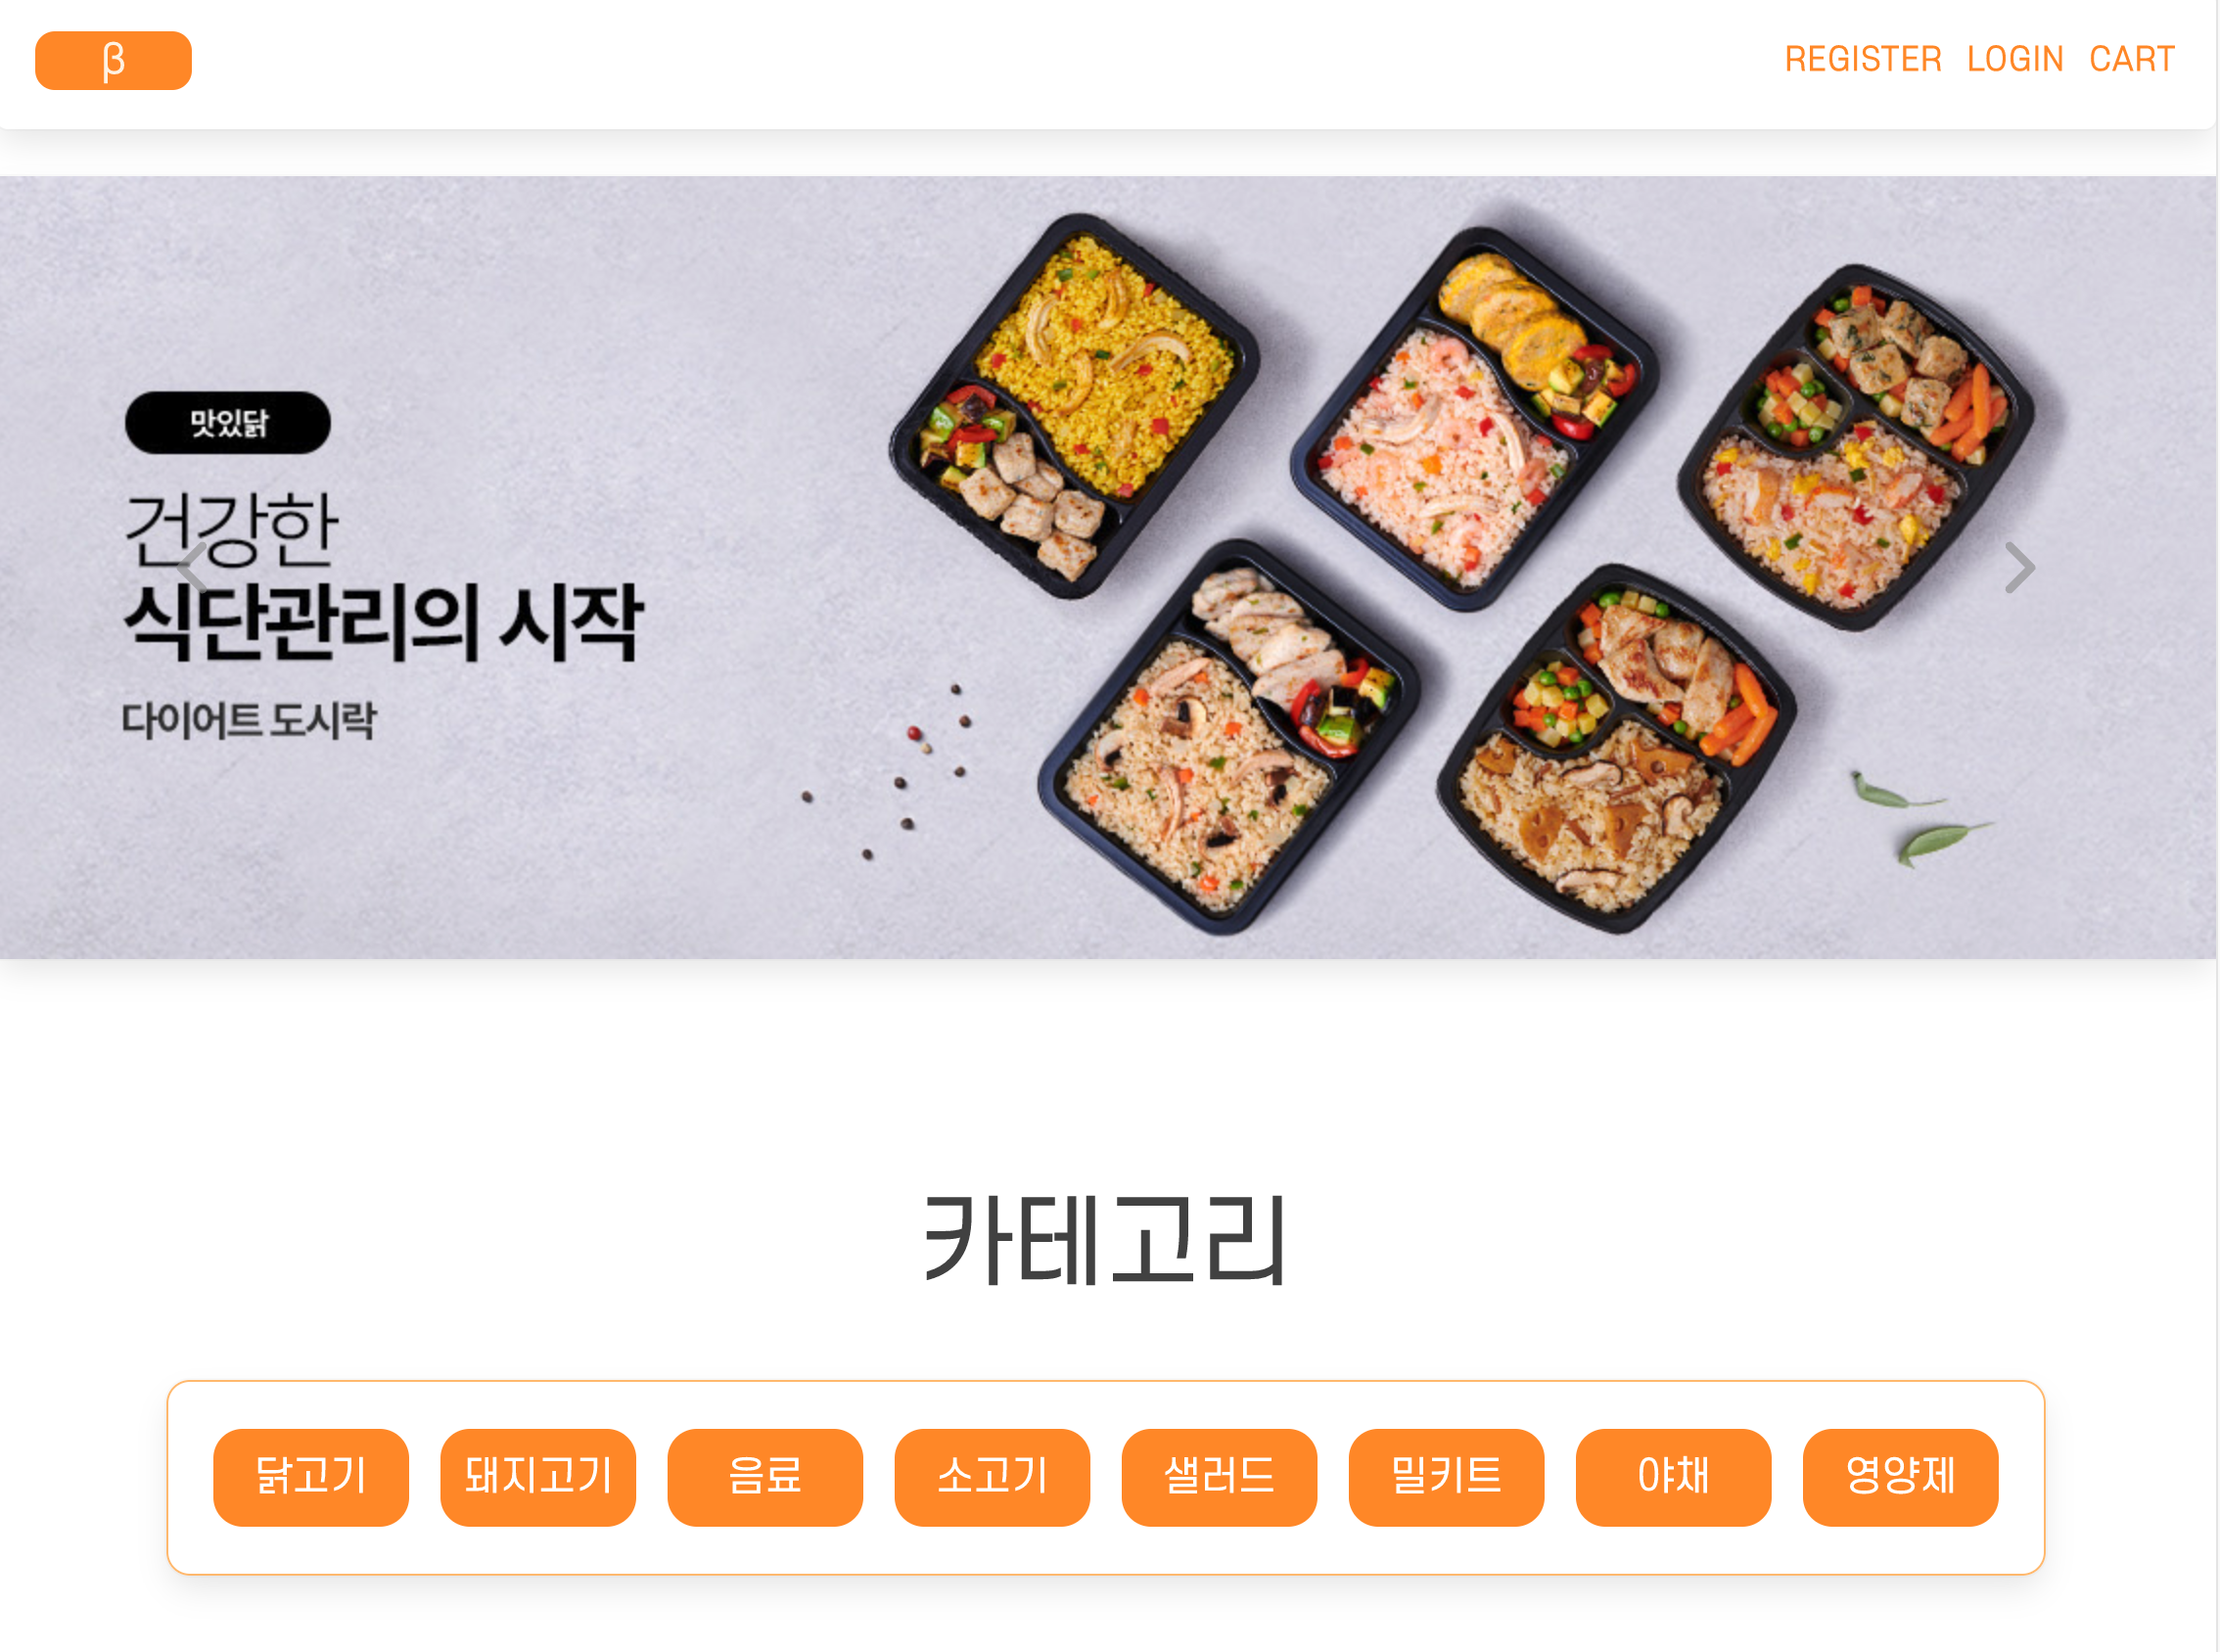 β
REGISTER LOGIN CART
맛있닭
건강한
식단관리의 시작
다이어트 도시락
카테고리
닭고기 돼지고기 음료 소고기 샐러드 밀키트 야채 영양제